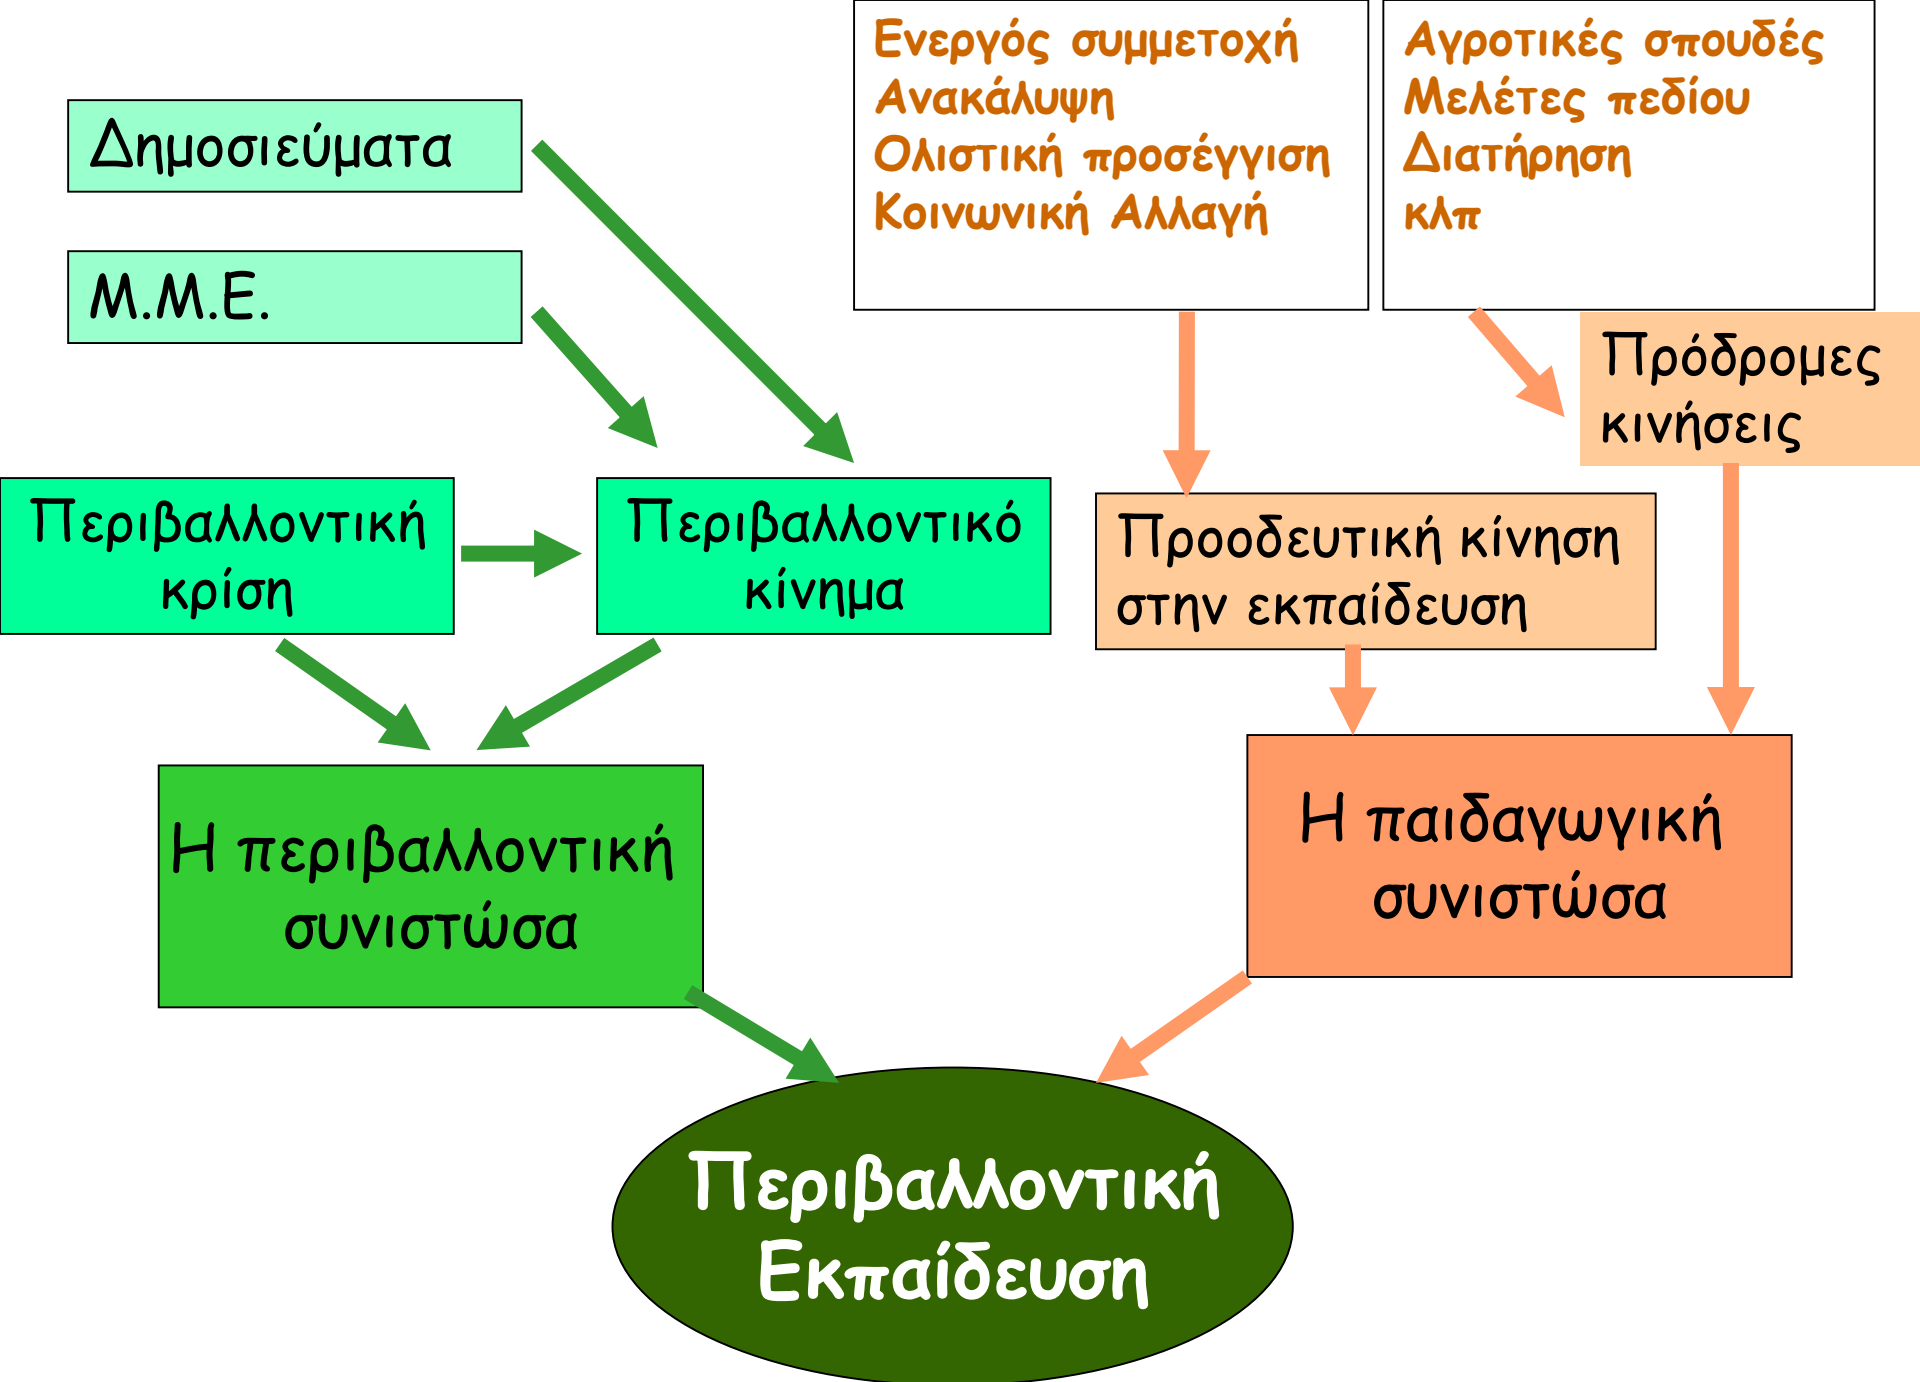 Δημοσιεύματα
Μ.Μ.Ε.
Ενεργός συμμετοχή
Ανακάλυψη
Ολιστική προσέγγιση
Κοινωνική Αλλαγή
Αγροτικές σπουδές
Μελέτες πεδίου
Διατήρηση
κλπ
Πρόδρομες
κινήσεις
Περιβαλλοντική
κρίση
Περιβαλλοντικό
κίνημα
Προοδευτική κίνηση
στην εκπαίδευση
Η περιβαλλοντική
συνιστώσα
Η παιδαγωγική
συνιστώσα
Περιβαλλοντική
Εκπαίδευση